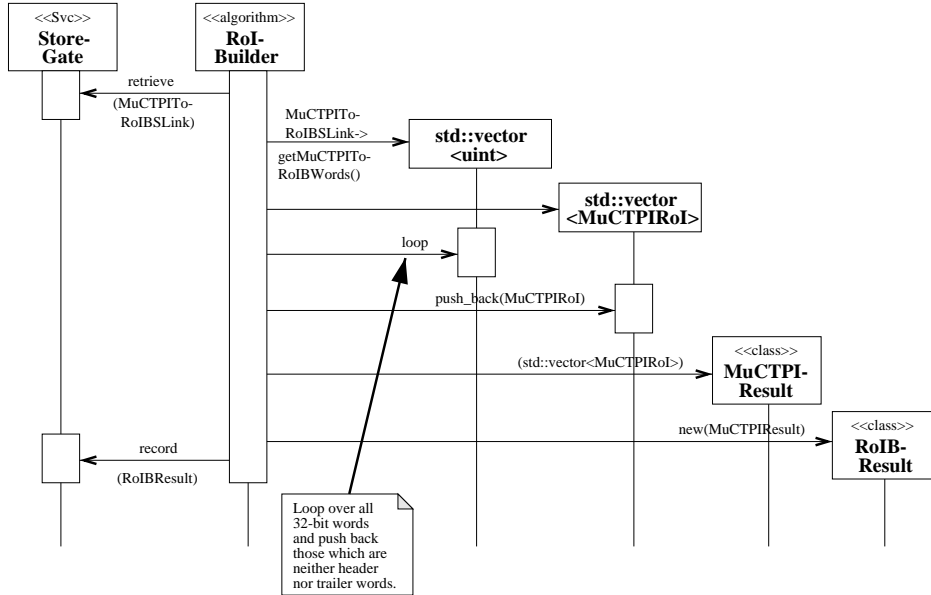 <<Svc>>
Store-
Gate
<<algorithm>>
RoI-
Builder
retrieve
(MuCTPITo-
RoIBSLink)
MuCTPITo-
RoIBSLink->
getMuCTPITo-
RoIBWords()
std::vector
<uint>
std::vector
<MuCTPIRoI>
loop
push_back(MuCTPIRoI)
(std::vector<MuCTPIRoI>)
<<class>>
MuCTPI-
Result
new(MuCTPIResult)
<<class>>
RoIB-
Result
record
(RoIBResult)
Loop over all
32-bit words
and push back
those which are
neither header
nor trailer words.